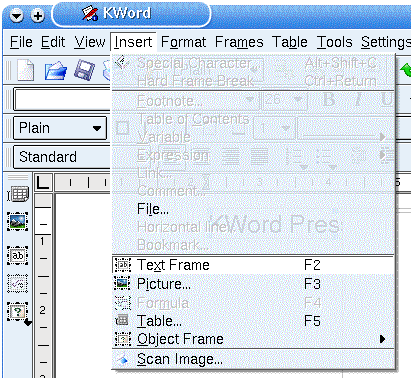 KWord
File Edit View Insert Format Frames Table Tools Settings
Special Character... Alt+Shift+C
Hard Frame Break Ctrl+Return
Footnote...
Plain
Table of Contents
Variable
Standard
Expression
Link...
Comment...
File...
Horizontal line...
KWord Pres
Bookmark...
Text Frame F2
Picture... F3
Formula F4
Table... F5
Object Frame
Scan Image...